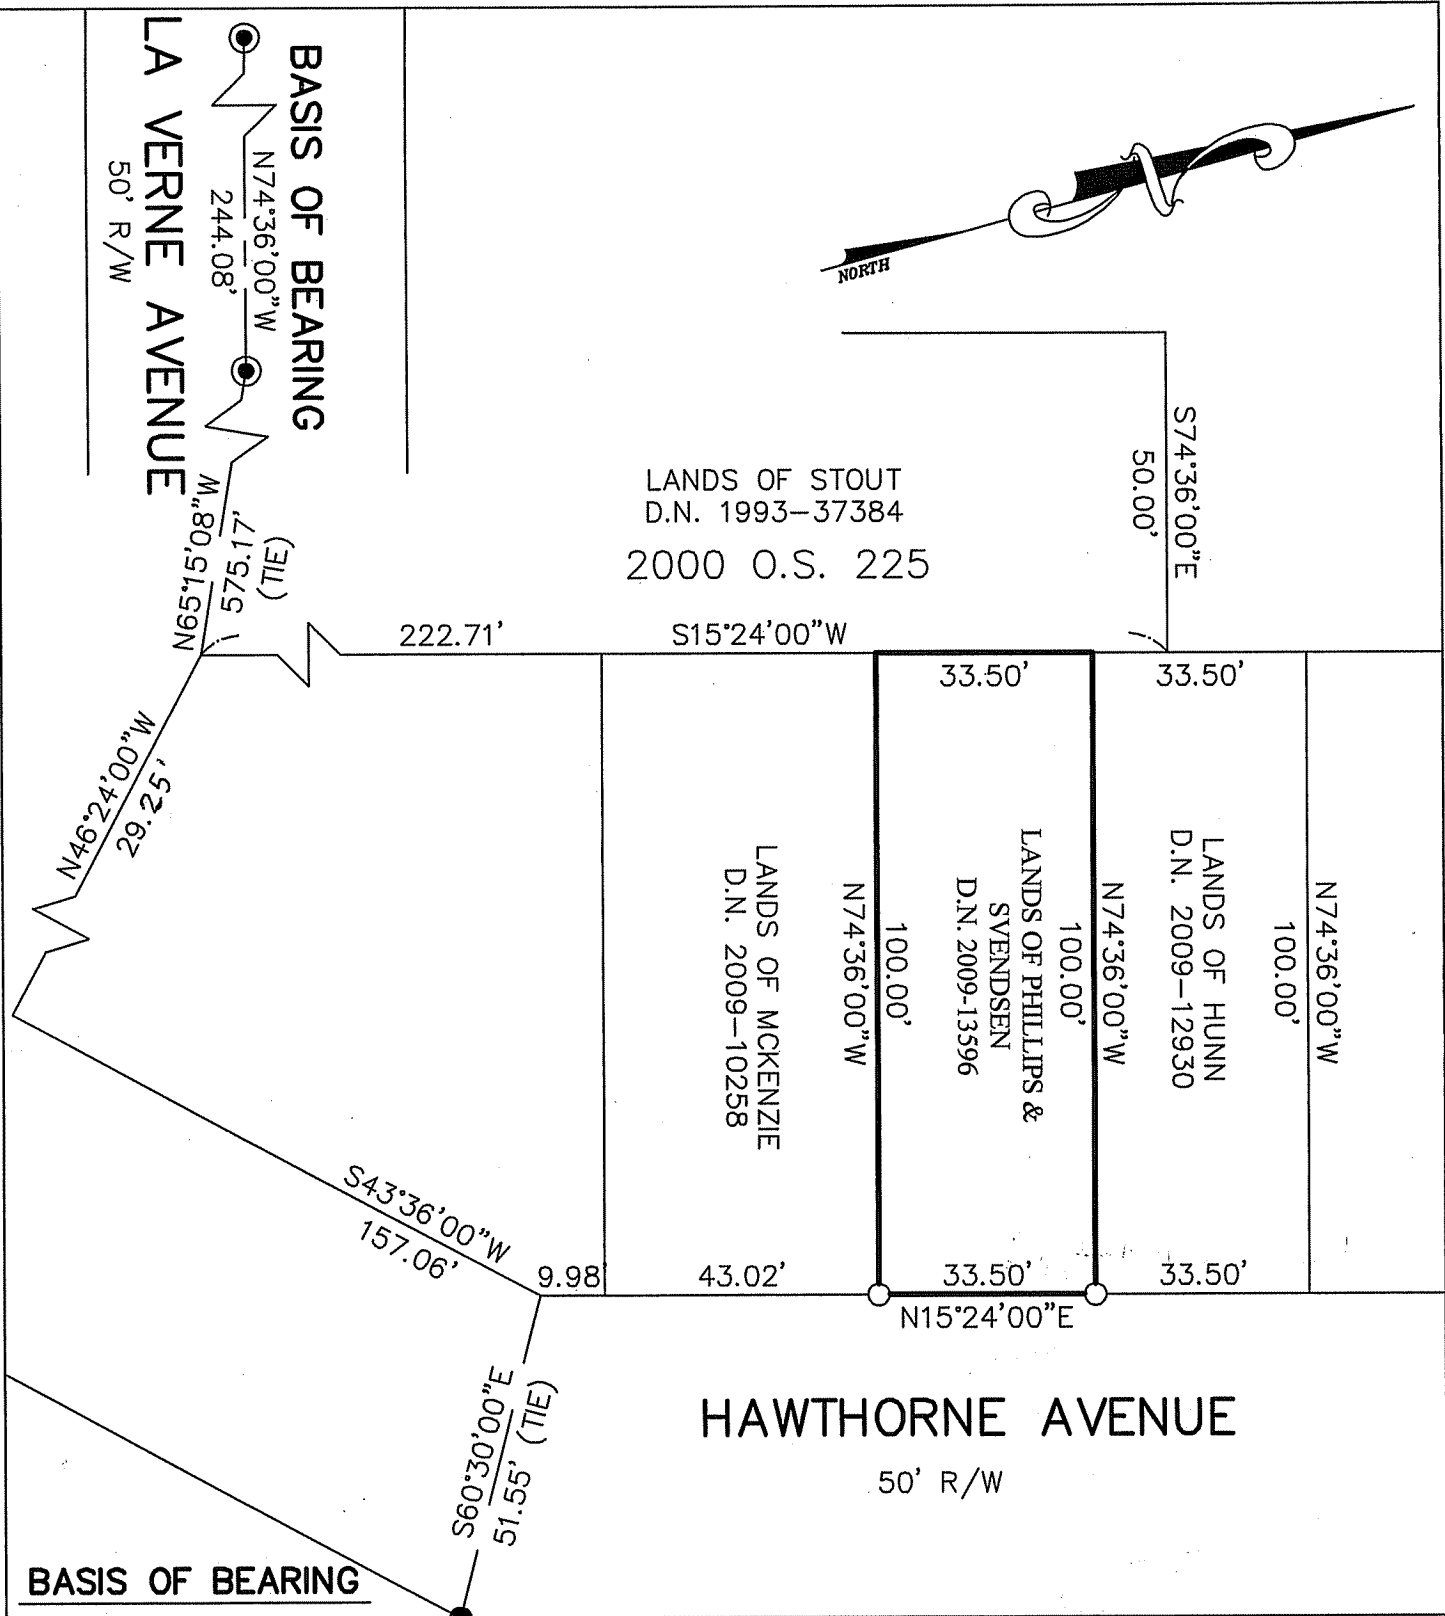 BASIS OF BEARING
N74°36'00"W
244.08'
LA VERNE AVENUE
50' R/W
NORTH
S74°36'00"E
50.00'
LANDS OF STOUT
D.N. 1993-37384
2000 O.S. 225
N65°15'08"W
575.17'
(TIE)
222.71'
S15°24'00"W
33.50'
33.50'
N46°24'00"W
29.25'
LANDS OF MCKENZIE
D.N. 2009-10258
N74°36'00"W
100.00'
LANDS OF PHILLIPS &
SVENDSEN
D.N. 2009-13596
N74°36'00"W
100.00'
LANDS OF HUNN
D.N. 2009-12930
N74°36'00"W
100.00'
S43°36'00"W
157.06'
9.98'
43.02'
33.50'
33.50'
N15°24'00"E
S60°30'00"E
51.55' (TIE)
HAWTHORNE AVENUE
50' R/W
BASIS OF BEARING